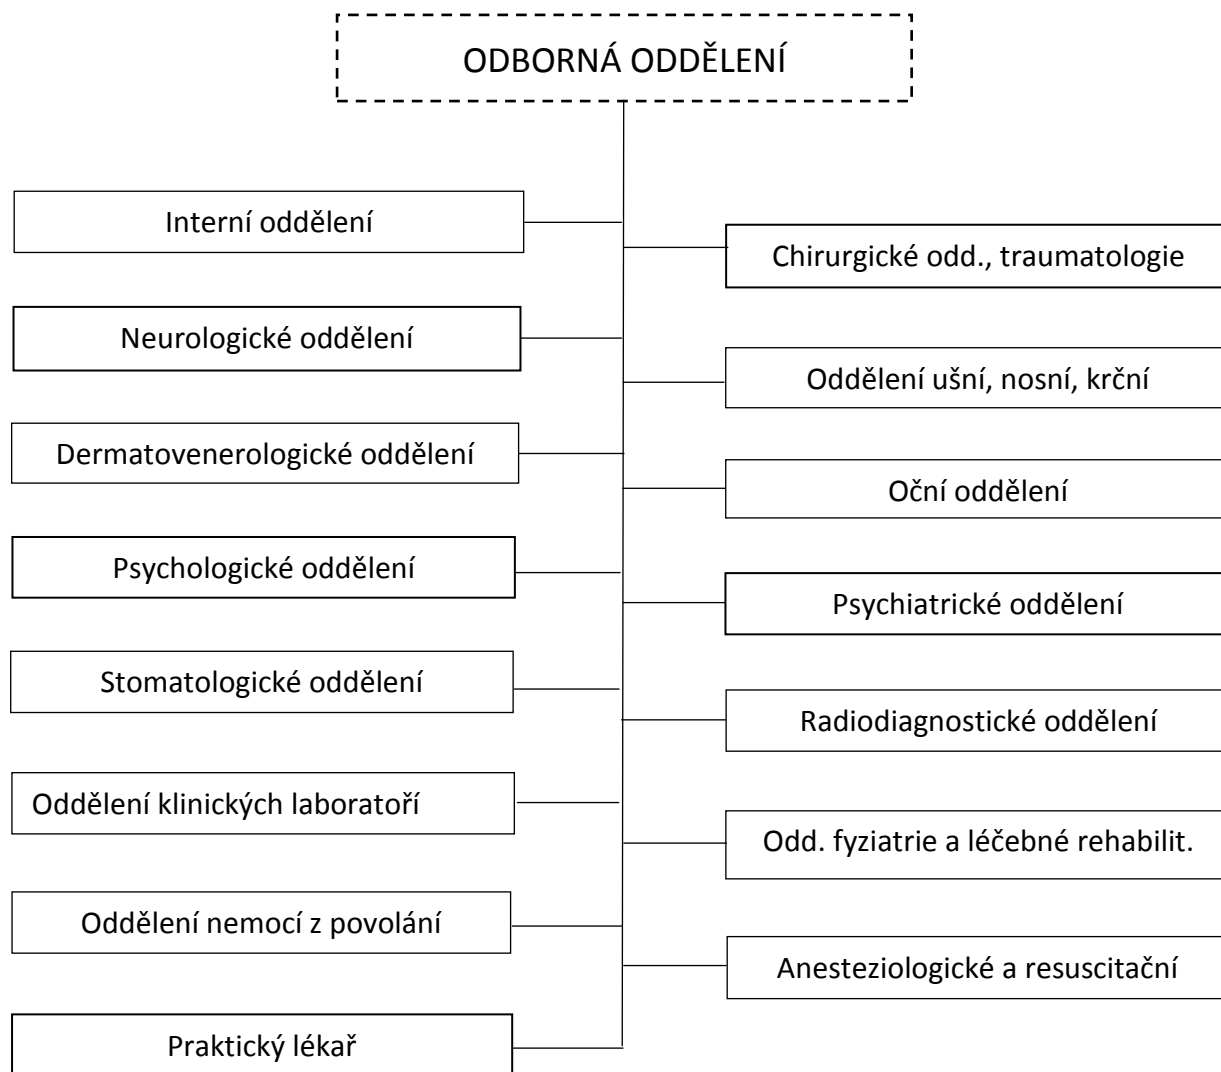 ODBORNÁ ODDĚLENÍ
Interní oddělení
Chirurgické odd., traumatologie
Neurologické oddělení
Oddělení ušní, nosní, krční
Dermatovenerologické oddělení
Oční oddělení
Psychologické oddělení
Psychiatrické oddělení
Stomatologické oddělení
Radiodiagnostické oddělení
Oddělení klinických laboratoří
Odd. fyziatrie a léčebné rehabilit.
Oddělení nemocí z povolání
Anesteziologické a resuscitační
Praktický lékař